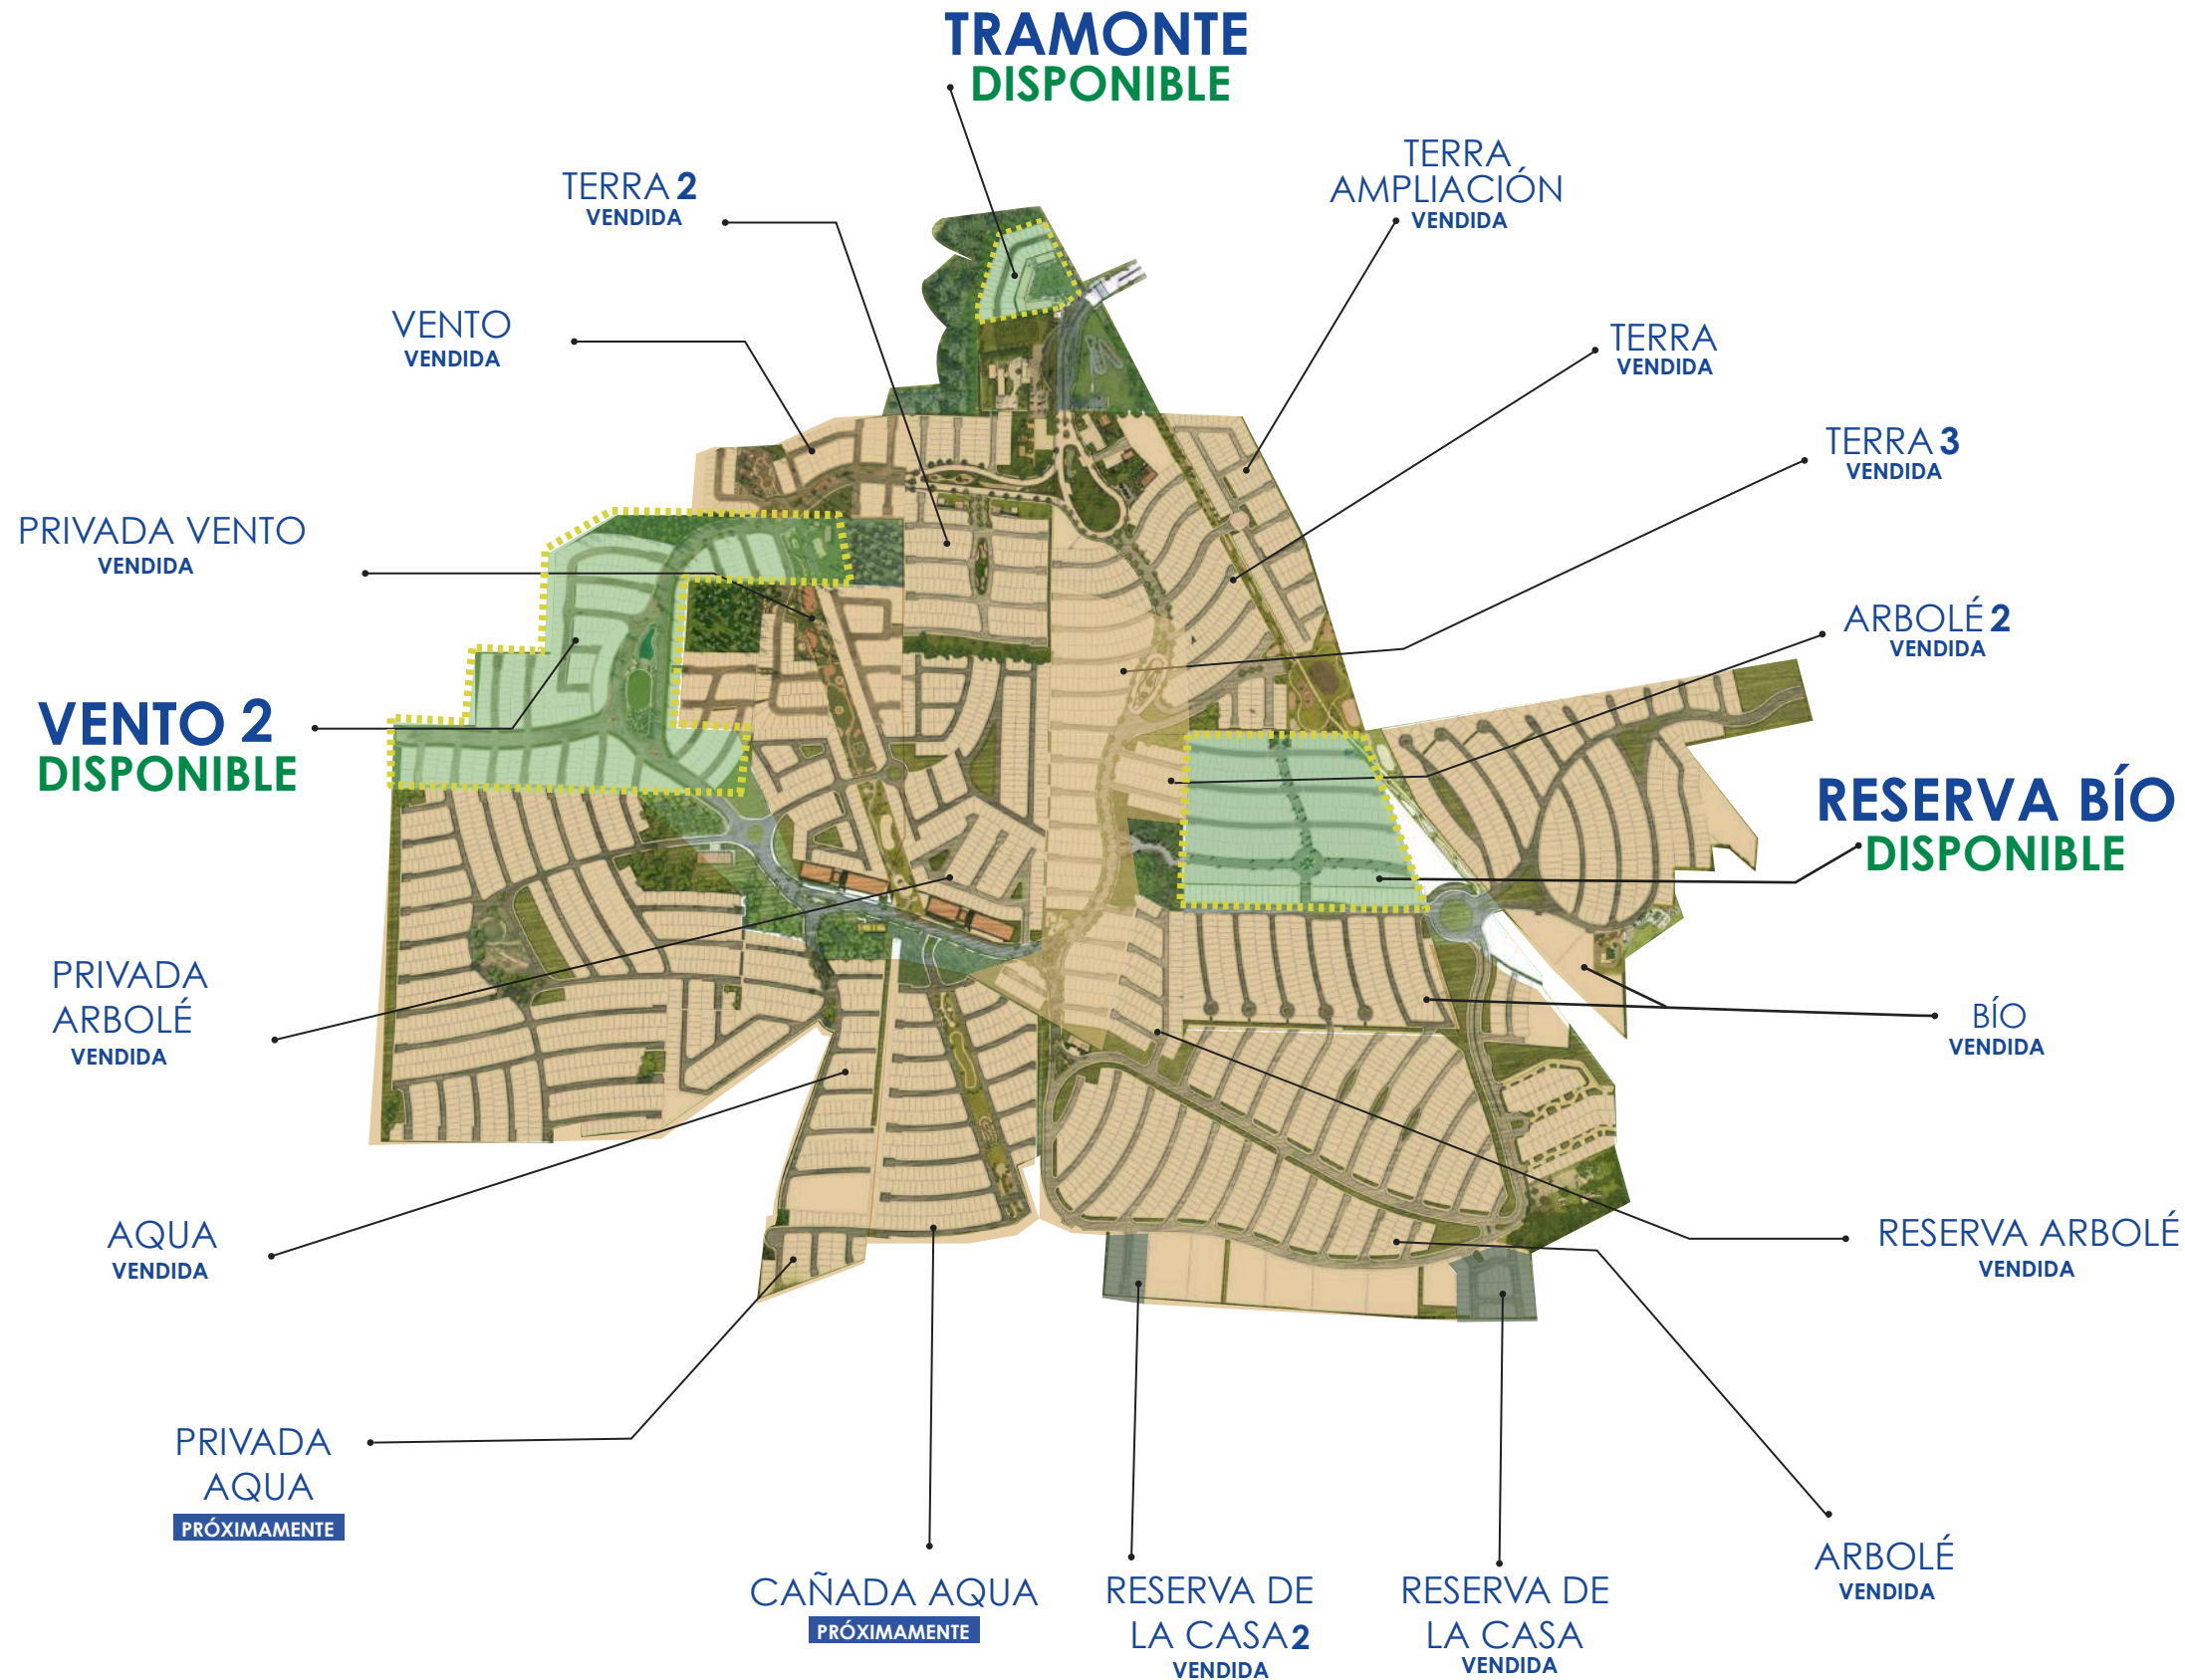 TRAMONTE
DISPONIBLE
TERRA
AMPLIACIÓN
VENDIDA
TERRA 2
VENDIDA
VENTO
VENDIDA
TERRA
VENDIDA
TERRA 3
VENDIDA
PRIVADA VENTO
VENDIDA
ARBOLÉ 2
VENDIDA
VENTO 2
DISPONIBLE
RESERVA BÍO
DISPONIBLE
PRIVADA
ARBOLÉ
VENDIDA
BÍO
VENDIDA
AQUA
VENDIDA
RESERVA ARBOLÉ
VENDIDA
PRIVADA
AQUA
PRÓXIMAMENTE
CAÑADA AQUA
PRÓXIMAMENTE
RESERVA DE
LA CASA 2
VENDIDA
RESERVA DE
LA CASA
VENDIDA
ARBOLÉ
VENDIDA